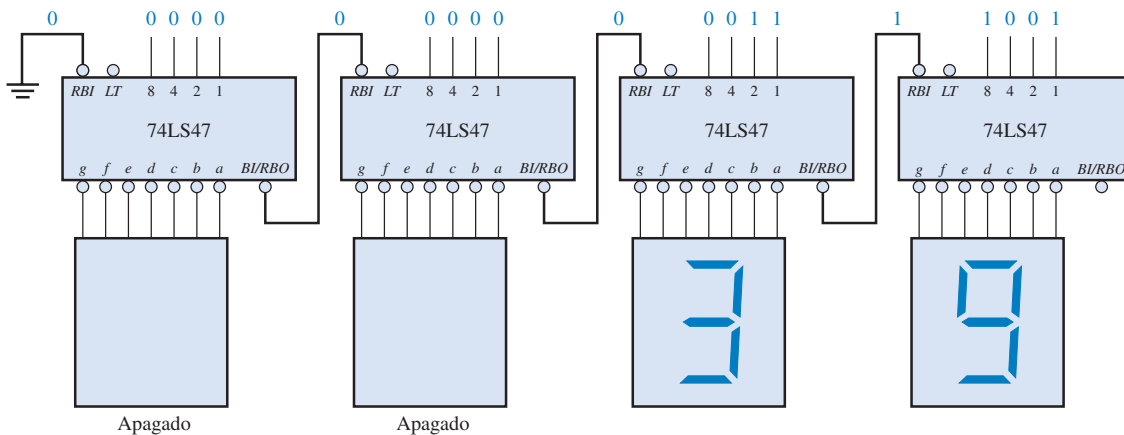 0 0 0 0 0 0 0 0 0 0 0 0 0 1 1 1 1 0 0 1
RBI LT 8 4 2 1 RBI LT 8 4 2 1 RBI LT 8 4 2 1 RBI LT 8 4 2 1
74LS47 74LS47 74LS47 74LS47
g f e d c b a BI/RBO g f e d c b a BI/RBO g f e d c b a BI/RBO g f e d c b a BI/RBO
3 9
Apagado Apagado